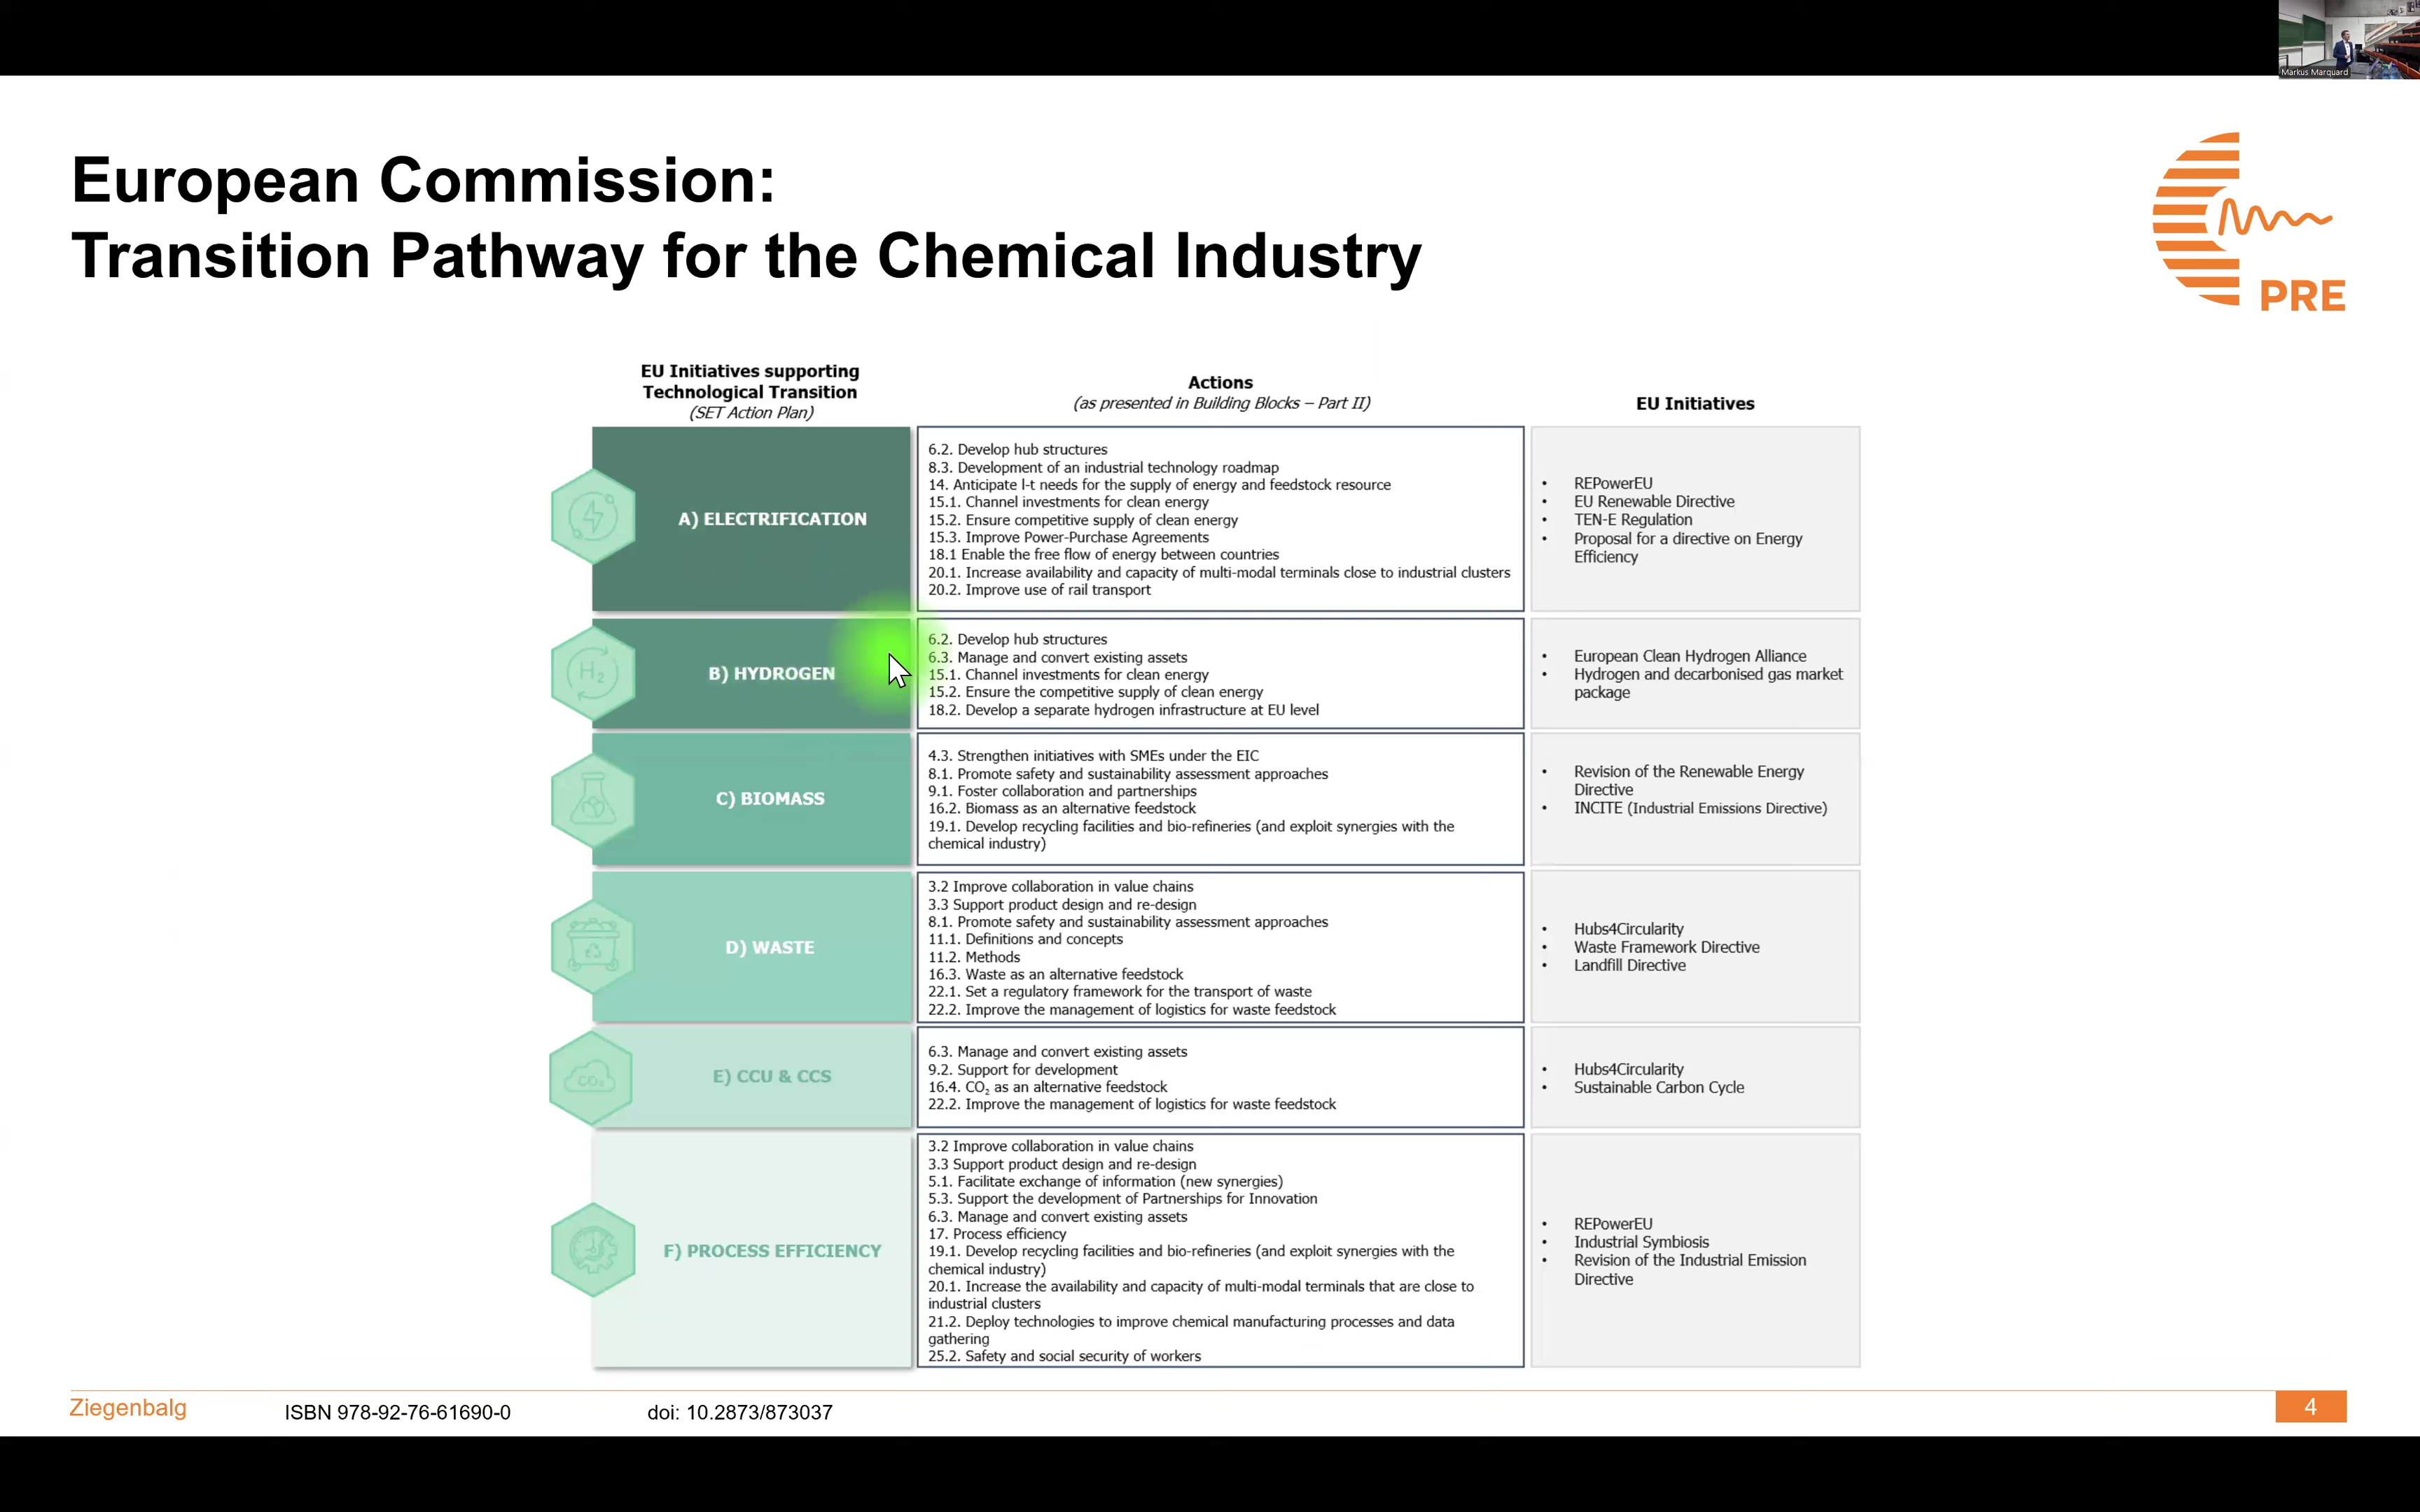 Markus Marquard
European Commission:
Transition Pathway for the Chemical Industry
PRE
EU Initiatives supporting
Technological Transition
(SET Action Plan)
Actions
(as presented in Building Blocks – Part II)
EU Initiatives
A) ELECTRIFICATION
6.2. Develop hub structures
8.3. Development of an industrial technology roadmap
14. Anticipate l-t needs for the supply of energy and feedstock resource
15.1. Channel investments for clean energy
15.2. Ensure competitive supply of clean energy
15.3. Improve Power-Purchase Agreements
18.1 Enable the free flow of energy between countries
20.1. Increase availability and capacity of multi-modal terminals close to industrial clusters
20.2. Improve use of rail transport
• REPowerEU
• EU Renewable Directive
• TEN-E Regulation
• Proposal for a directive on Energy
Efficiency
H2
B) HYDROGEN
6.2. Develop hub structures
6.3. Manage and convert existing assets
15.1. Channel investments for clean energy
15.2. Ensure the competitive supply of clean energy
18.2. Develop a separate hydrogen infrastructure at EU level
• European Clean Hydrogen Alliance
• Hydrogen and decarbonised gas market
package
C) BIOMASS
4.3. Strengthen initiatives with SMEs under the EIC
8.1. Promote safety and sustainability assessment approaches
9.1. Foster collaboration and partnerships
16.2. Biomass as an alternative feedstock
19.1. Develop recycling facilities and bio-refineries (and exploit synergies with the
chemical industry)
• Revision of the Renewable Energy
Directive
• INCITE (Industrial Emissions Directive)
D) WASTE
3.2 Improve collaboration in value chains
3.3 Support product design and re-design
8.1. Promote safety and sustainability assessment approaches
11.1. Definitions and concepts
11.2. Methods
16.3. Waste as an alternative feedstock
22.1. Set a regulatory framework for the transport of waste
22.2. Improve the management of logistics for waste feedstock
• Hubs4Circularity
• Waste Framework Directive
• Landfill Directive
CO2
E) CCU & CCS
6.3. Manage and convert existing assets
9.2. Support for development
16.4. CO₂ as an alternative feedstock
22.2. Improve the management of logistics for waste feedstock
• Hubs4Circularity
• Sustainable Carbon Cycle
F) PROCESS EFFICIENCY
3.2 Improve collaboration in value chains
3.3 Support product design and re-design
5.1. Facilitate exchange of information (new synergies)
5.3. Support the development of Partnerships for Innovation
6.3. Manage and convert existing assets
17. Process efficiency
19.1. Develop recycling facilities and bio-refineries (and exploit synergies with the
chemical industry)
20.1. Increase the availability and capacity of multi-modal terminals that are close to
industrial clusters
21.2. Deploy technologies to improve chemical manufacturing processes and data
gathering
25.2. Safety and social security of workers
• REPowerEU
• Industrial Symbiosis
• Revision of the Industrial Emission
Directive
Ziegenbalg
ISBN 978-92-76-61690-0
doi: 10.2873/873037
4